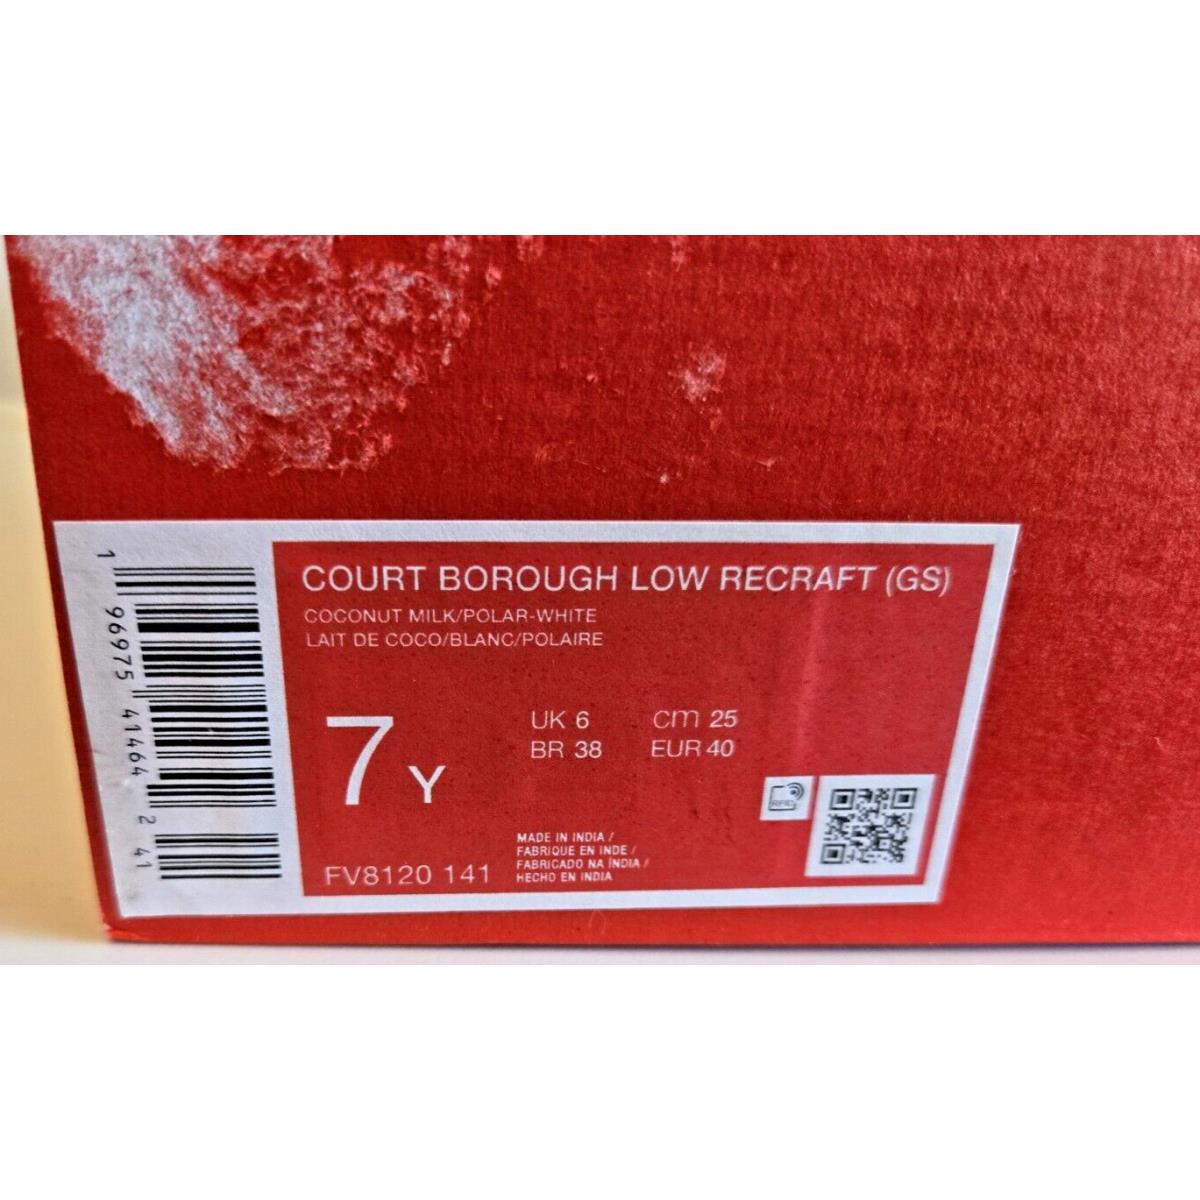 COURT BOROUGH LOW RECRAFT (GS)
COCONUT MILK/POLAR-WHITE
LAIT DE COCO/BLANC/POLAIRE
7 Y
UK 6 cm 25
BR 38 EUR 40
RFID
MADE IN INDIA /
FABRIQUE EN INDE /
FABRICADO NA ÍNDIA /
HECHO EN INDIA
FV8120 141
1 96975 41464 2 41